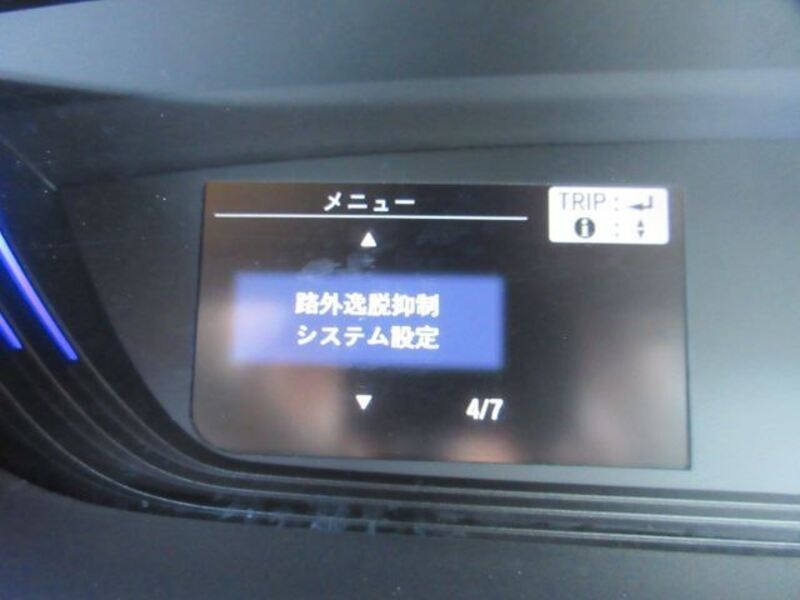 メニュー
TRIP : ↵
i : ▲▼
▲
路外逸脱抑制
システム設定
▼
4/7